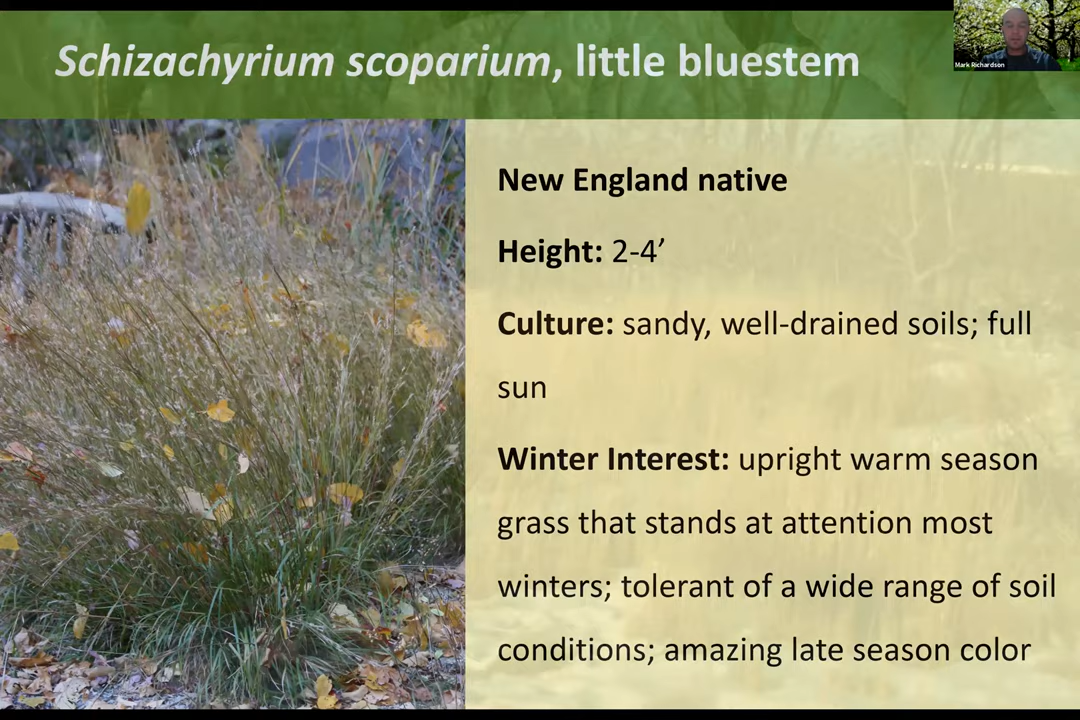 Schizachyrium scoparium, little bluestem
Mark Richardson
New England native
Height: 2-4’
Culture: sandy, well-drained soils; full
sun
Winter Interest: upright warm season
grass that stands at attention most
winters; tolerant of a wide range of soil
conditions; amazing late season color